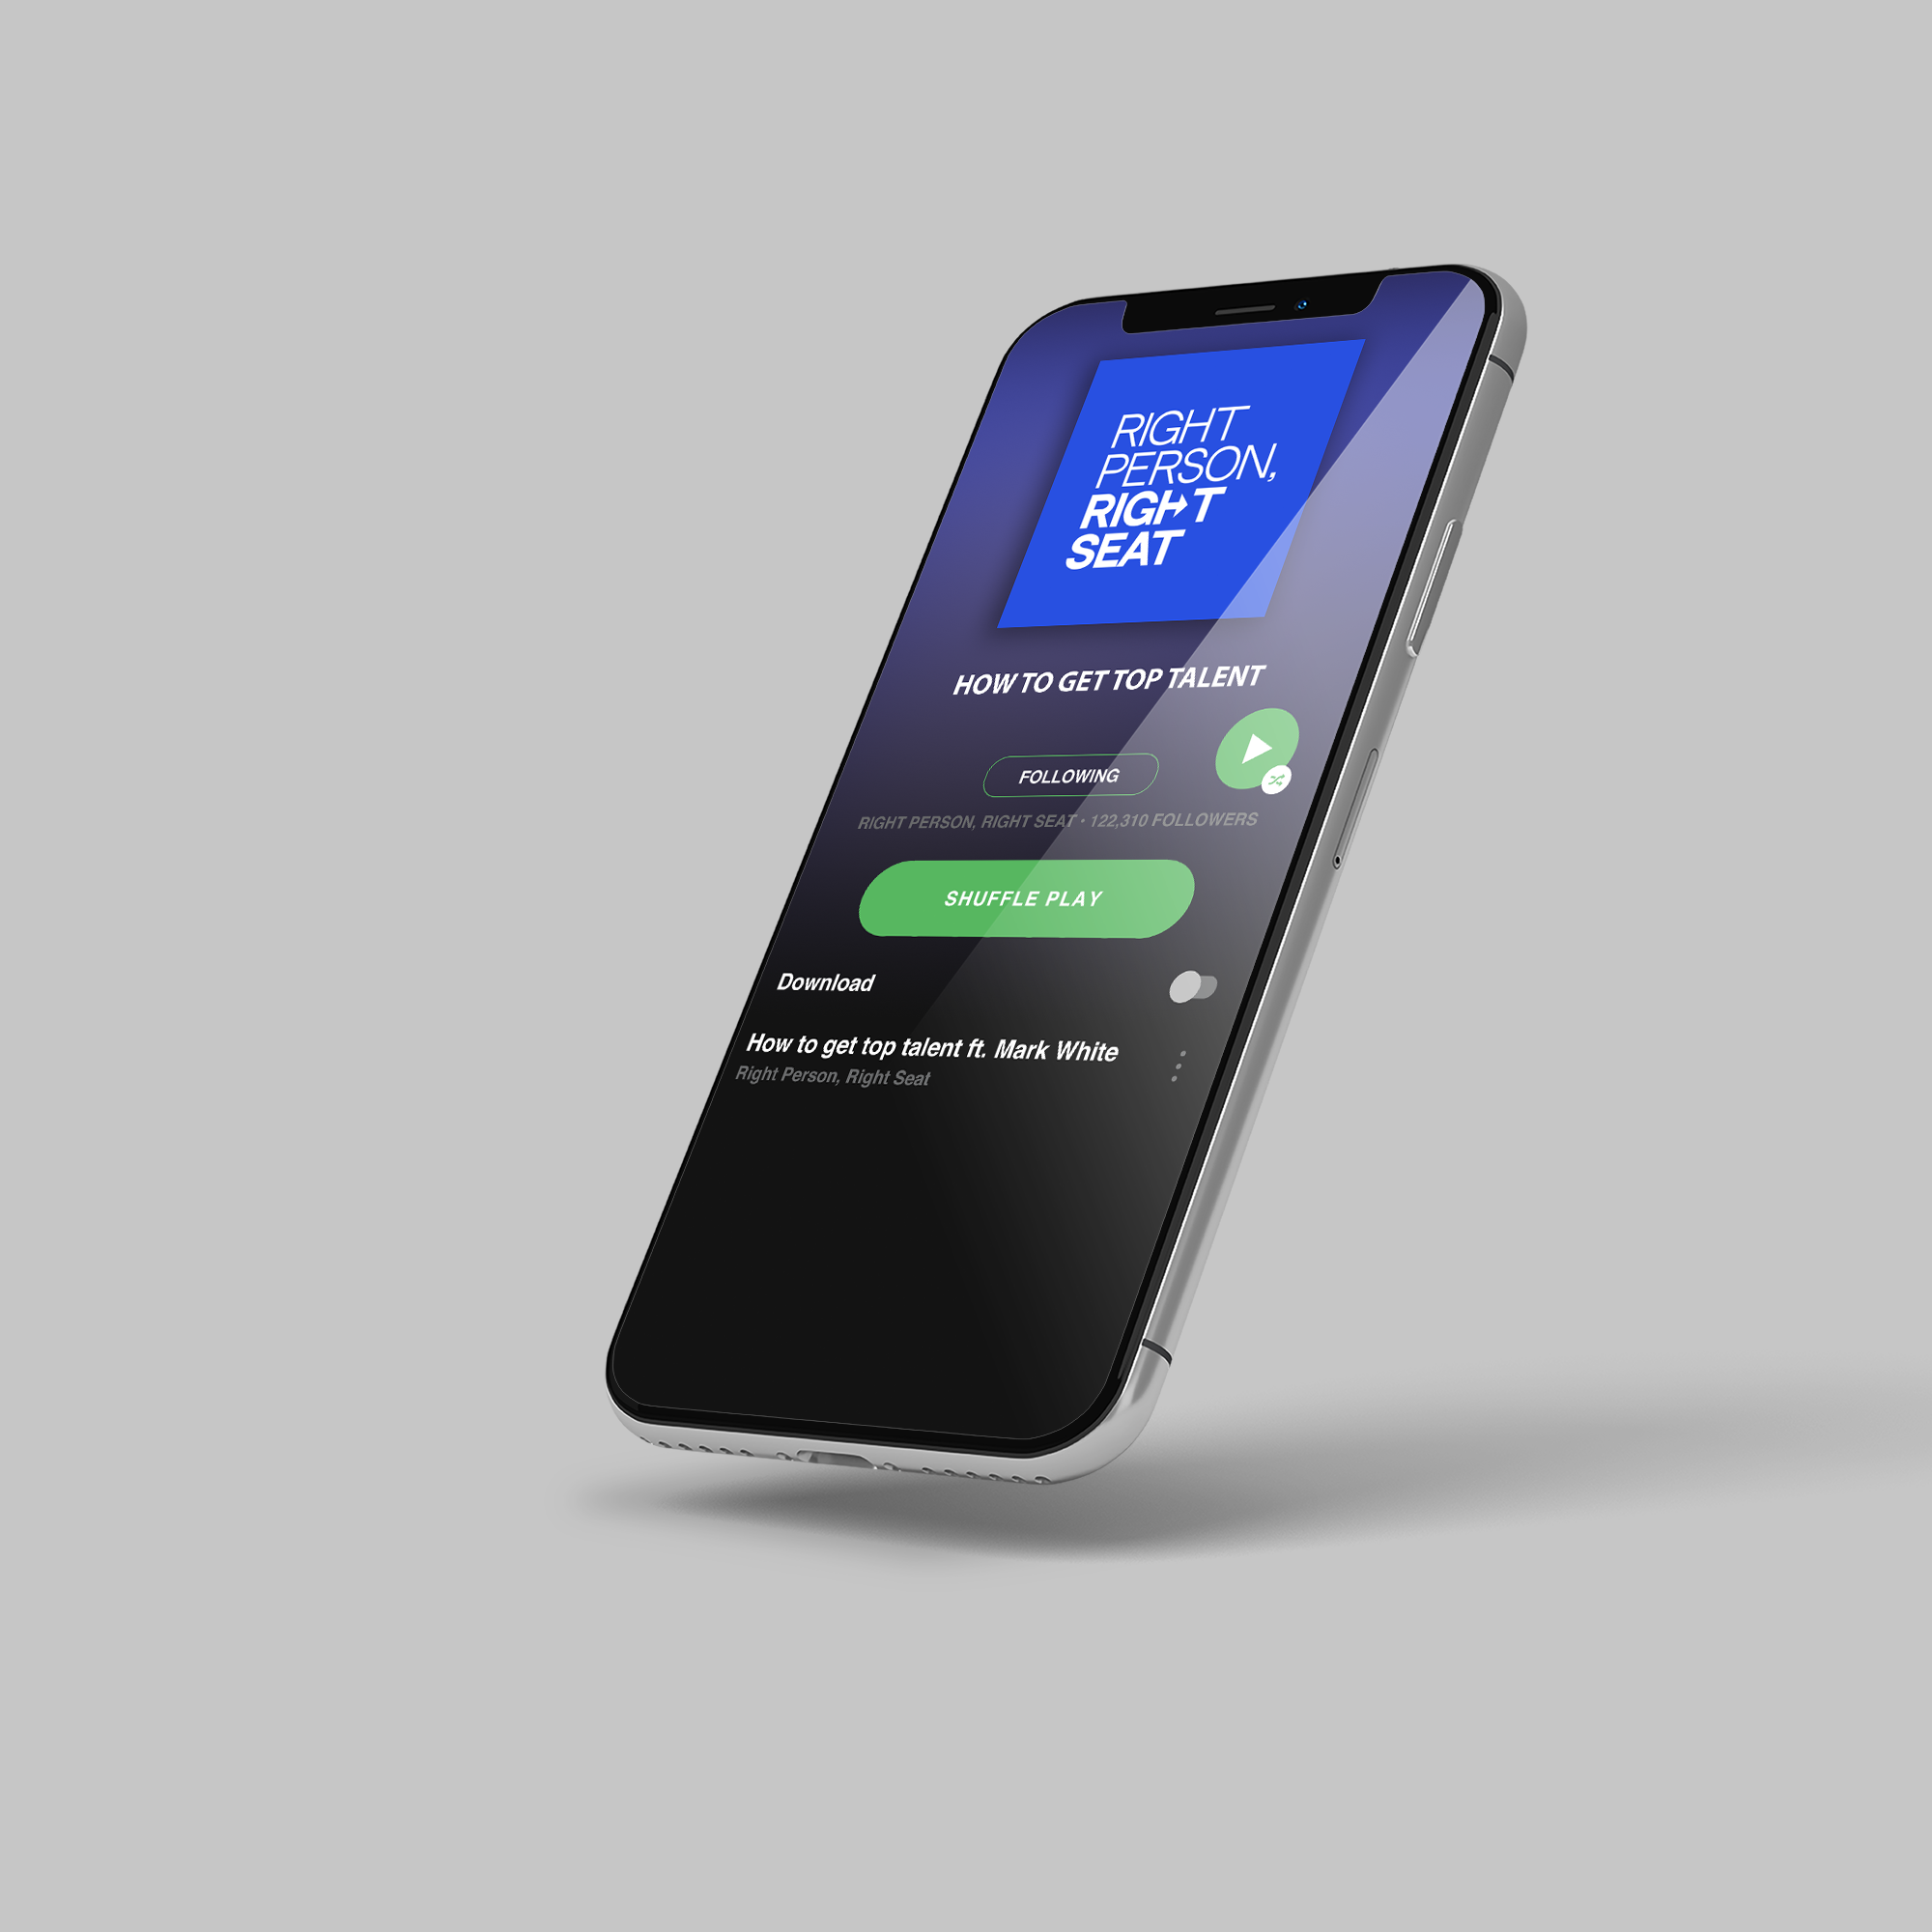 RIGHT
PERSON,
RIGHT
SEAT
HOW TO GET TOP TALENT
FOLLOWING
RIGHT PERSON, RIGHT SEAT • 122,310 FOLLOWERS
SHUFFLE PLAY
Download
How to get top talent ft. Mark White
Right Person, Right Seat